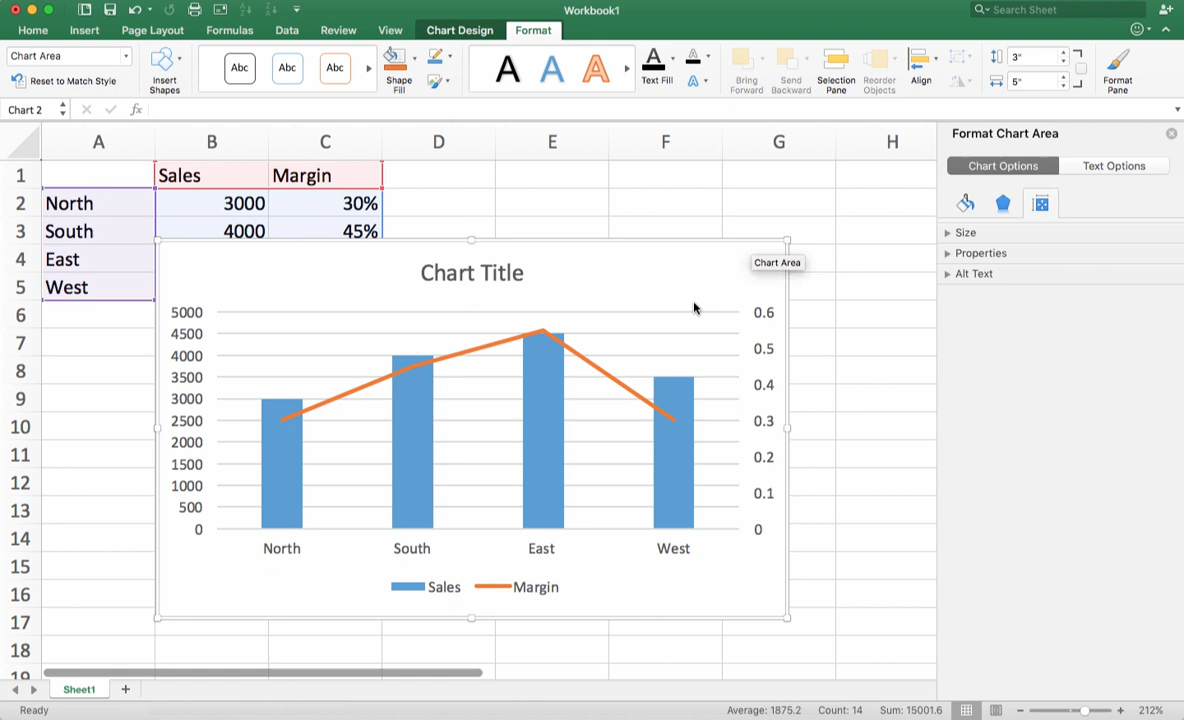 Workbook1
Search Sheet
Home Insert Page Layout Formulas Data Review View Chart Design Format
Chart Area
Reset to Match Style
Insert Shapes
Abc Abc Abc
Shape Fill
A A A
A
Text Fill
A
A
Bring Forward
Send Backward
Selection Pane
Reorder Objects
Align
3"
5"
Format Pane
Chart 2
fx
A B C D E F G H
1 Sales Margin
2 North 3000 30%
3 South 4000 45%
4 East
5 West
6
7
8
9
10
11
12
13
14
15
16
17
18
19
Chart Area
Chart Title
5000
4500
4000
3500
3000
2500
2000
1500
1000
500
0
0.6
0.5
0.4
0.3
0.2
0.1
0
North South East West
Sales Margin
Format Chart Area
Chart Options Text Options
Size
Properties
Alt Text
Sheet1
+
Ready
Average: 1875.2 Count: 14 Sum: 15001.6
212%